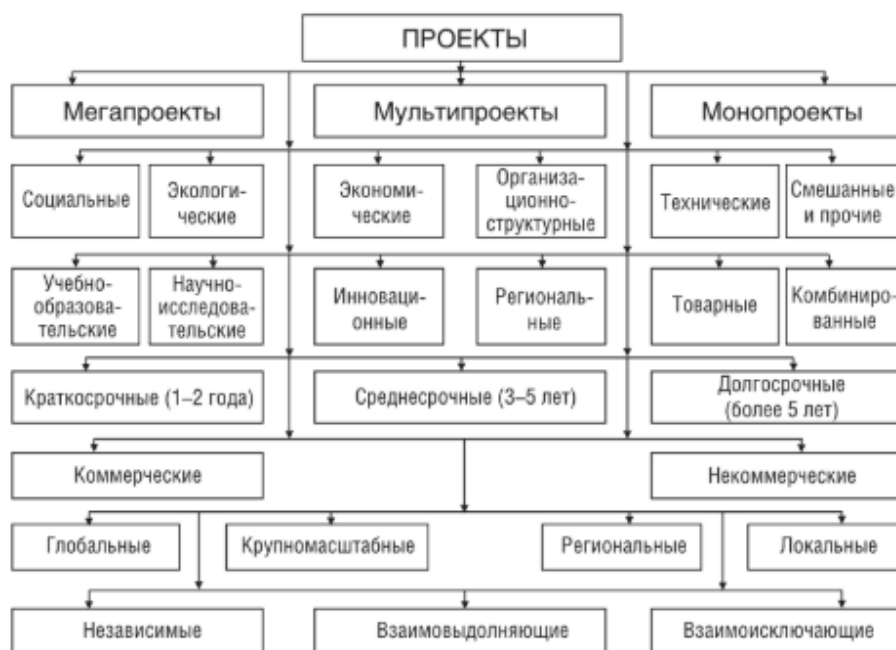 ПРОЕКТЫ
Мегапроекты
Мультипроекты
Монопроекты
Социальные
Экологи-
ческие
Экономи-
ческие
Организа-
ционно-
структурные
Технические
Смешанные
и прочие
Учебно-
образова-
тельские
Научно-
исследова-
тельские
Инноваци-
онные
Региональ-
ные
Товарные
Комбиниро-
ванные
Краткосрочные (1–2 года)
Среднесрочные (3–5 лет)
Долгосрочные
(более 5 лет)
Коммерческие
Некоммерческие
Глобальные
Крупномасштабные
Региональные
Локальные
Независимые
Взаимовыдолняющие
Взаимоисключающие